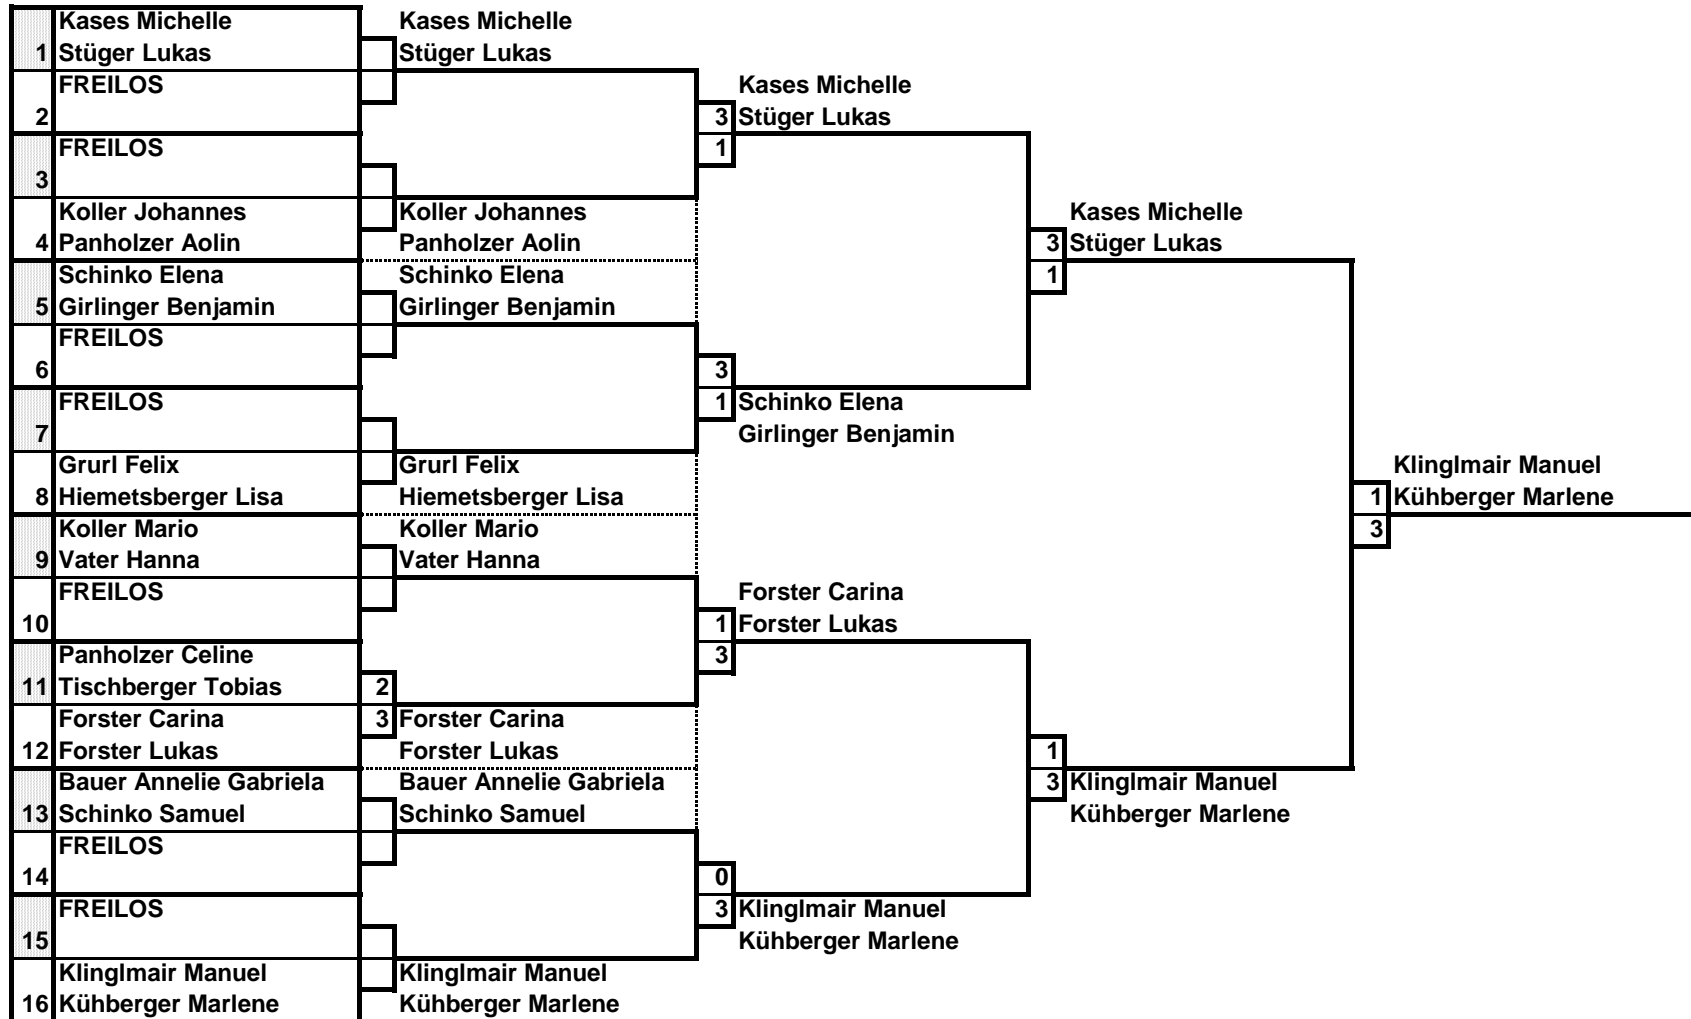 Kases Michelle Kases Michelle
1 Stüger Lukas Stüger Lukas
FREILOS Kases Michelle
2 3 Stüger Lukas
FREILOS 1
3
Koller Johannes Koller Johannes Kases Michelle
4 Panholzer Aolin Panholzer Aolin 3 Stüger Lukas
Schinko Elena Schinko Elena 1
5 Girlinger Benjamin Girlinger Benjamin
FREILOS
6 3
FREILOS 1 Schinko Elena
7 Girlinger Benjamin
Grurl Felix Grurl Felix Klinglmair Manuel
8 Hiemetsberger Lisa Hiemetsberger Lisa 1 Kühberger Marlene
Koller Mario Koller Mario 3
9 Vater Hanna Vater Hanna
FREILOS Forster Carina
10 1 Forster Lukas
Panholzer Celine 3
11 Tischberger Tobias 2
Forster Carina 3 Forster Carina
12 Forster Lukas Forster Lukas 1
Bauer Annelie Gabriela Bauer Annelie Gabriela 3 Klinglmair Manuel
13 Schinko Samuel Schinko Samuel Kühberger Marlene
FREILOS
14 0
FREILOS 3 Klinglmair Manuel
15 Kühberger Marlene
Klinglmair Manuel Klinglmair Manuel
16 Kühberger Marlene Kühberger Marlene